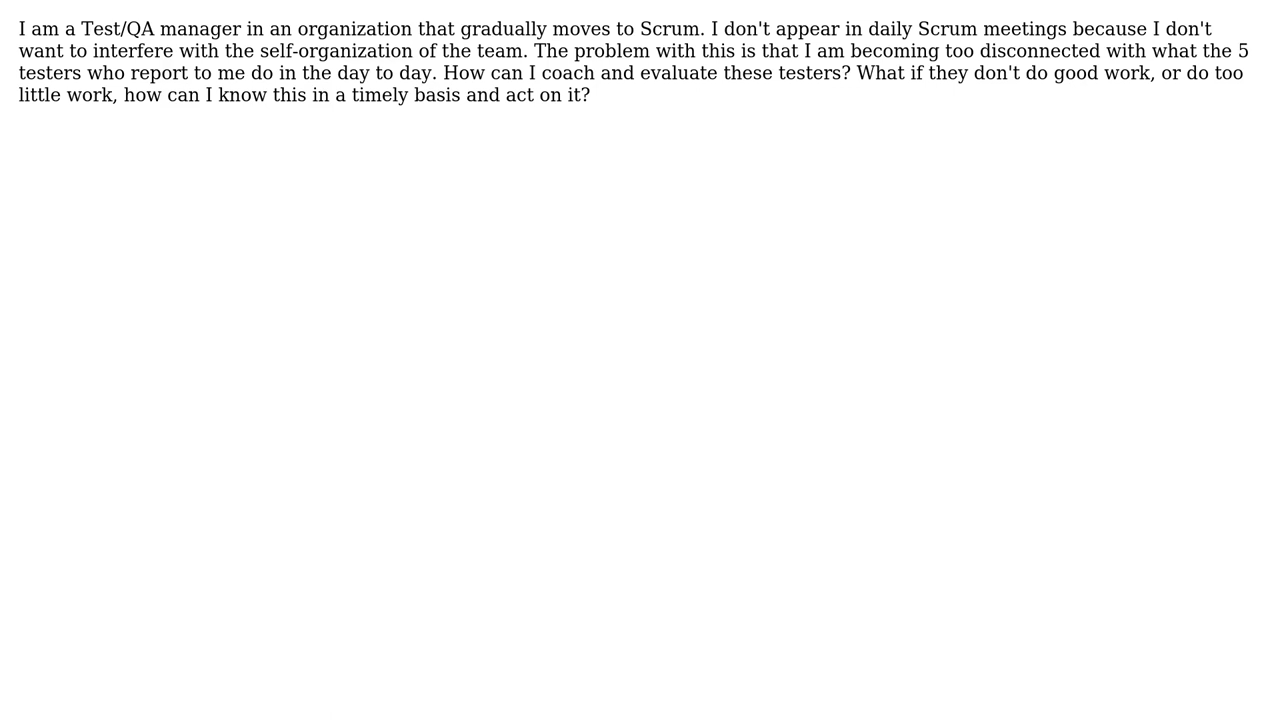 I am a Test/QA manager in an organization that gradually moves to Scrum. I don't appear in daily Scrum meetings because I don't
want to interfere with the self-organization of the team. The problem with this is that I am becoming too disconnected with what the 5
testers who report to me do in the day to day. How can I coach and evaluate these testers? What if they don't do good work, or do too
little work, how can I know this in a timely basis and act on it?